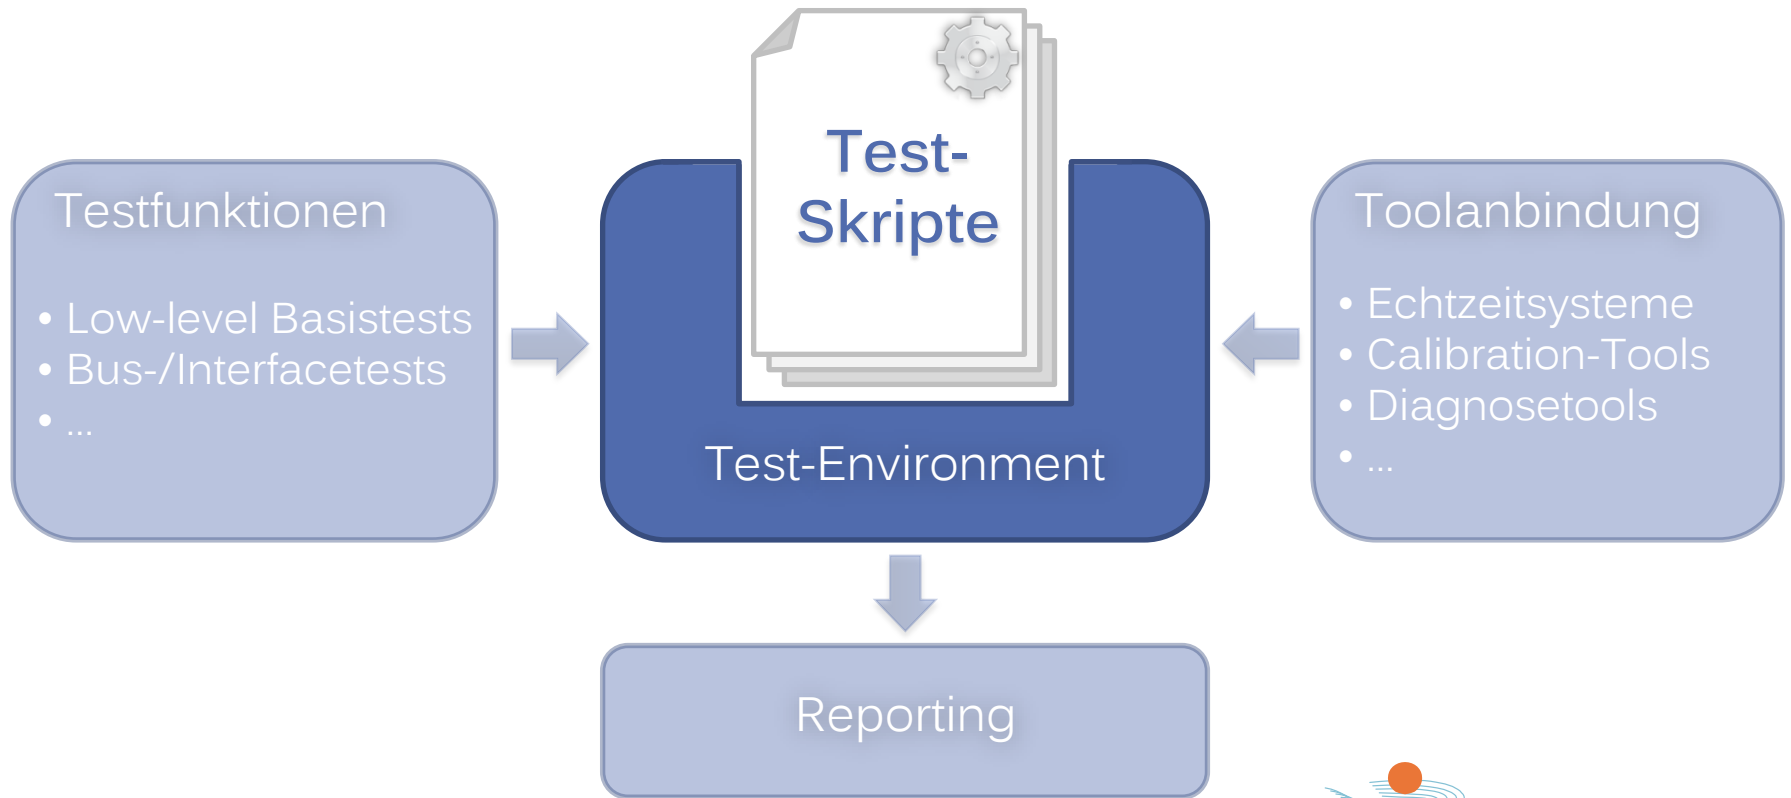 Test-
Skripte
Testfunktionen
• Low-level Basistests
• Bus-/Interfacetests
• ...
Test-Environment
Toolanbindung
• Echtzeitsysteme
• Calibration-Tools
• Diagnosetools
• ...
Reporting